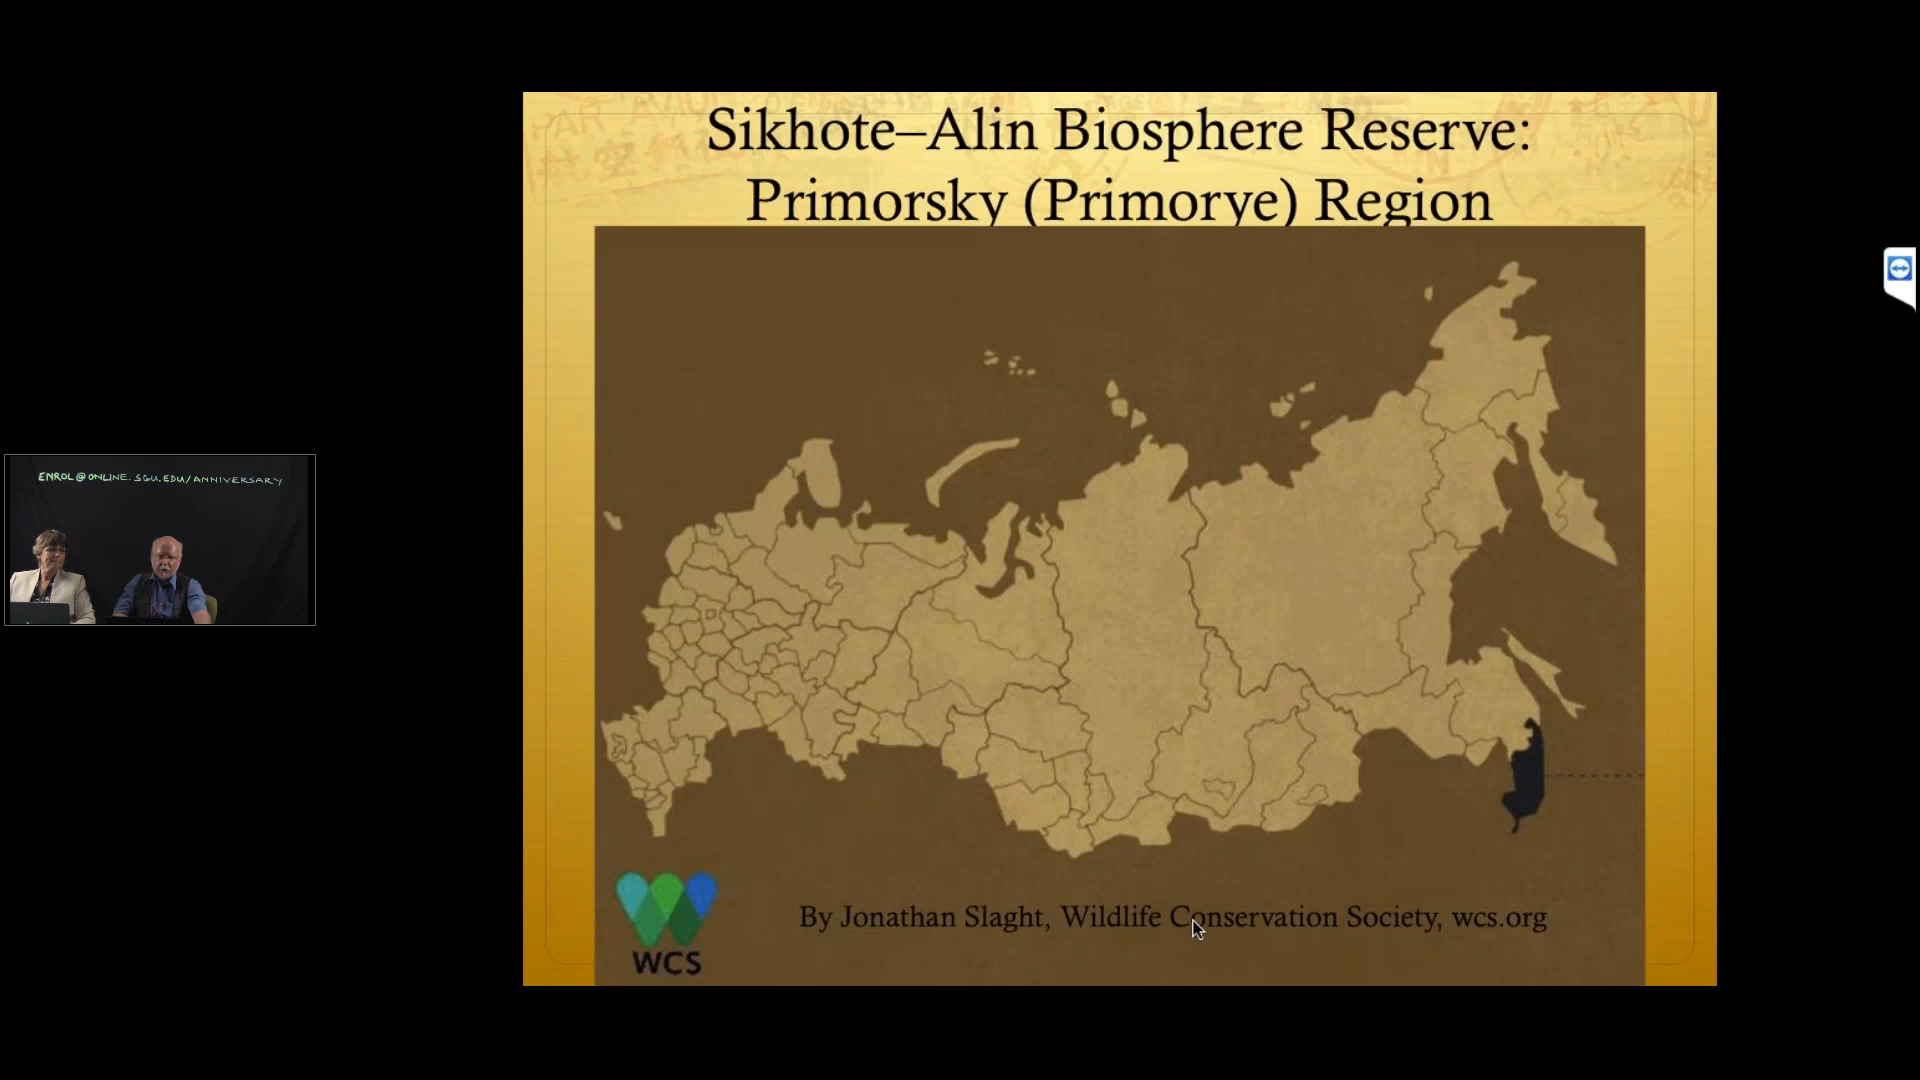 Sikhote–Alin Biosphere Reserve:
Primorsky (Primorye) Region
ENROL@ONLINE.SGU.EDU/ANNIVERSARY
By Jonathan Slaght, Wildlife Conservation Society, wcs.org
WCS